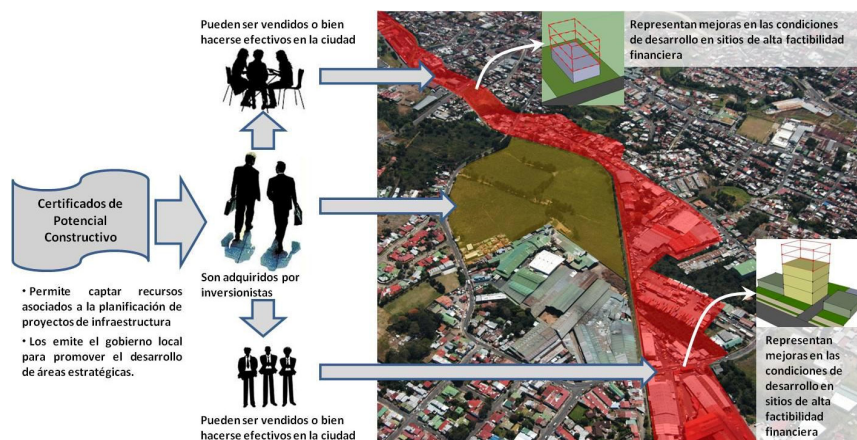 Pueden ser vendidos o bien
hacerse efectivos en la ciudad
Representan mejoras en las condiciones
de desarrollo en sitios de alta factibilidad
financiera
Certificados de
Potencial
Constructivo
Son adquiridos por
inversionistas
• Permite captar recursos
asociados a la planificación de
proyectos de infraestructura
• Los emite el gobierno local
para promover el desarrollo
de áreas estratégicas.
Pueden ser vendidos o bien
hacerse efectivos en la ciudad
Representan
mejoras en las
condiciones de
desarrollo en
sitios de alta
factibilidad
financiera